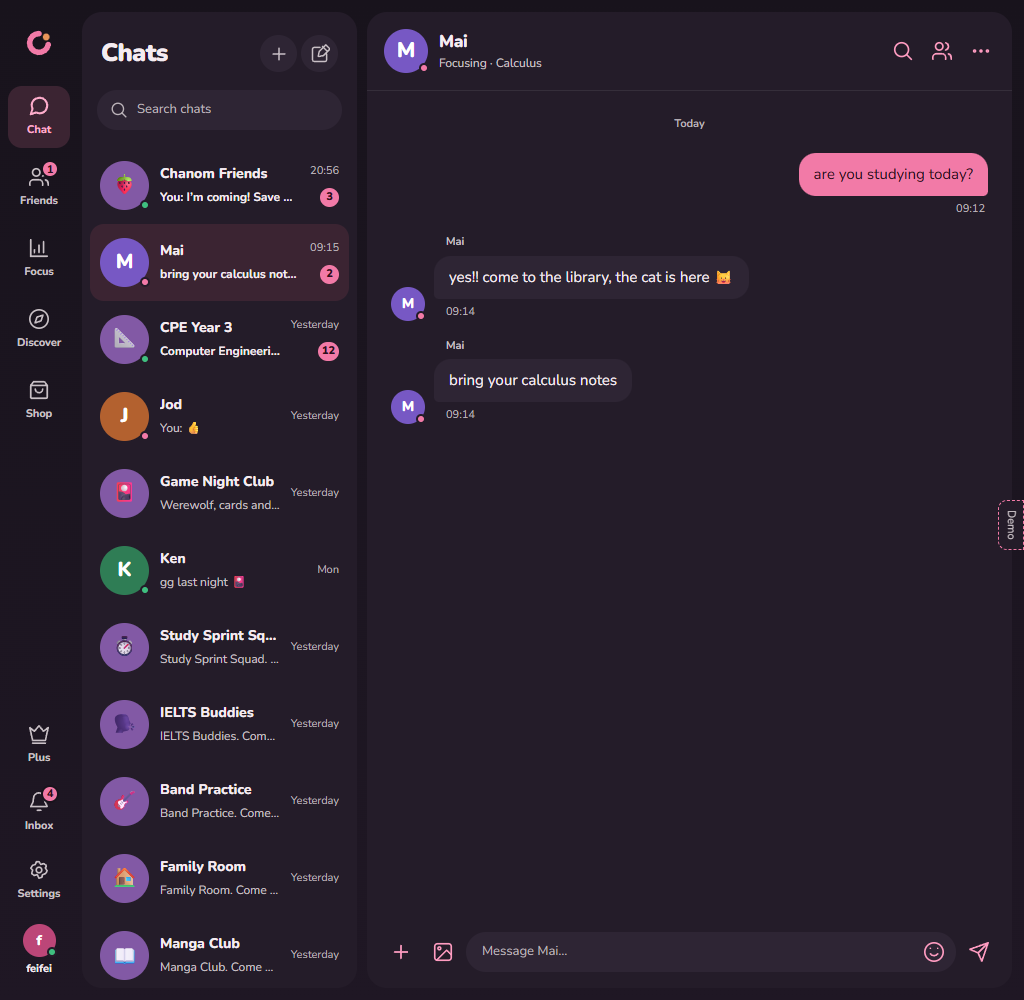 Chat
1
Friends
Focus
Discover
Shop
Plus
4
Inbox
Settings
f
feifei
Chats
Search chats
Chanom Friends
20:56
You: I'm coming! Save ...
3
M
Mai
09:15
bring your calculus not...
2
CPE Year 3
Yesterday
Computer Engineeri...
12
J
Jod
Yesterday
You: 👍
Game Night Club
Yesterday
Werewolf, cards and...
K
Ken
Mon
gg last night 🎴
Study Sprint Sq...
Yesterday
Study Sprint Squad. ...
IELTS Buddies
Yesterday
IELTS Buddies. Com...
Band Practice
Yesterday
Band Practice. Come...
Family Room
Yesterday
Family Room. Come ...
Manga Club
Yesterday
Manga Club. Come ...
M
Mai
Focusing · Calculus
Today
are you studying today?
09:12
Mai
yes!! come to the library, the cat is here 😺
M
09:14
Mai
bring your calculus notes
M
09:14
Demo
Message Mai...